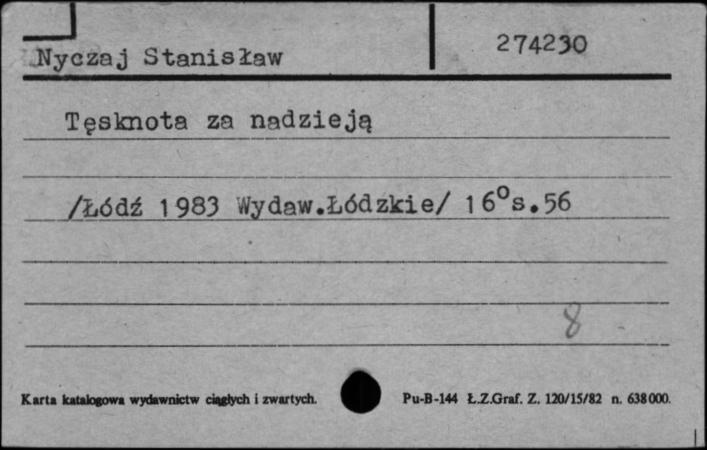 Nyczaj Stanisław 274230
Tęsknota za nadzieją
/Łódź 1983 Wydaw.Łódzkie/ 16⁰s.56
8
Karta katalogowa wydawnictw ciągłych i zwartych. Pu-B-144 Ł.Z.Graf. Z. 120/15/82 n. 638000.